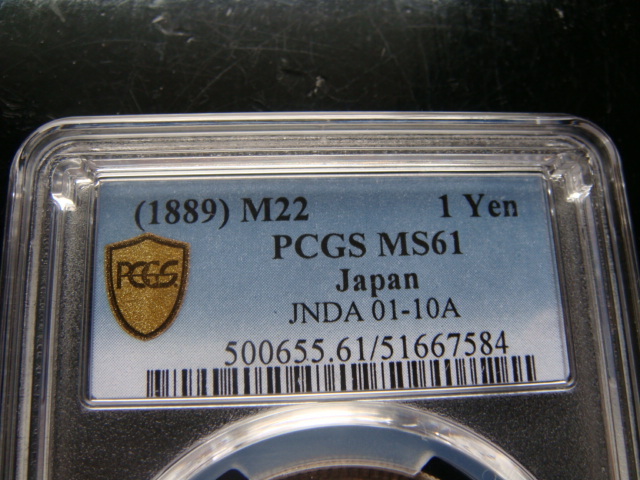 (1889) M22 1 Yen
PCGS MS61
PCGS
Japan
JNDA 01-10A
500655.61/51667584